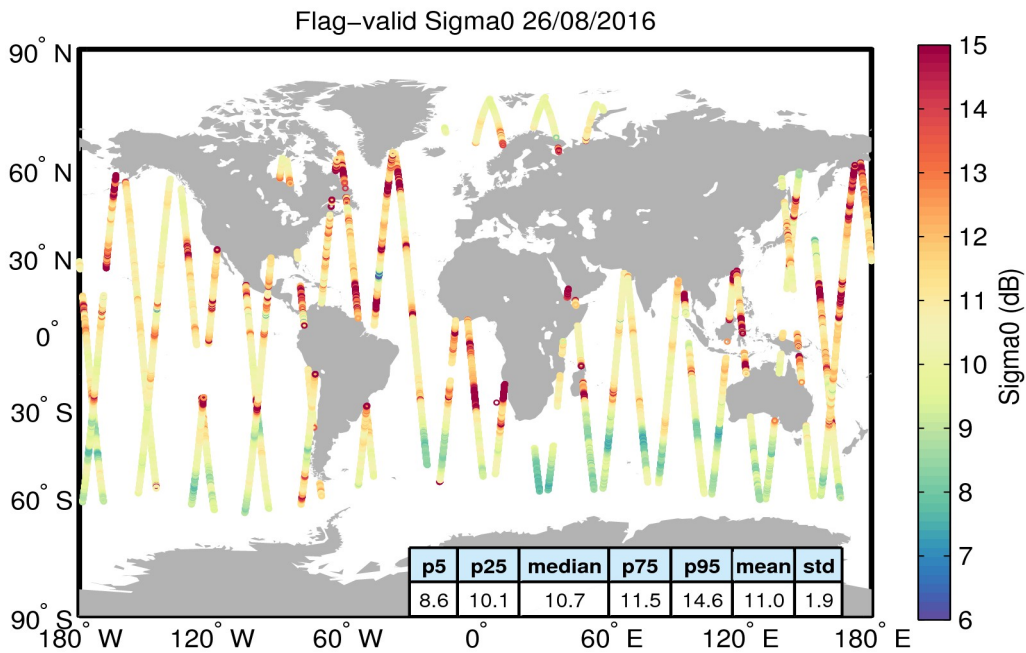 Flag−valid Sigma0 26/08/2016
90° N
60° N
30° N
0°
30° S
60° S
90° S
180° W
120° W
60° W
0°
60° E
120° E
180° E
p5 p25 median p75 p95 mean std
8.6 10.1 10.7 11.5 14.6 11.0 1.9
15
14
13
12
11
10
9
8
7
6
Sigma0 (dB)